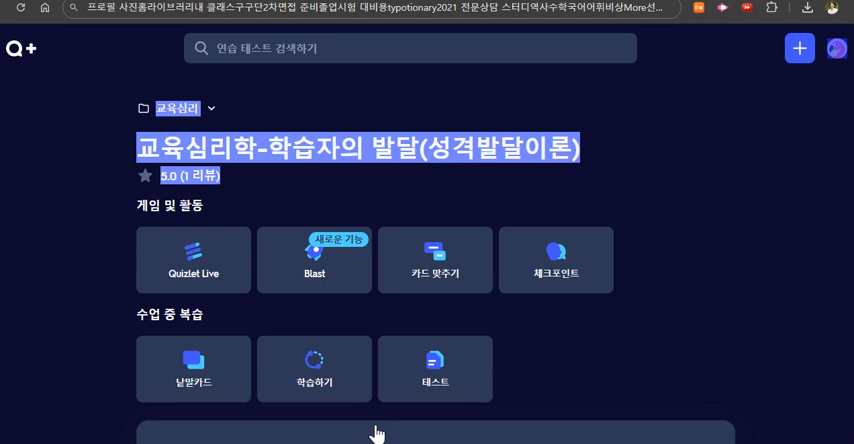 프로필 사진홈라이브러리내 클래스구구단2차면접 준비졸업시험 대비용typotionary2021 전문상담 스터디역사수학국어어휘비상More선...
Q+
연습 테스트 검색하기
교육심리
교육심리학-학습자의 발달(성격발달이론)
5.0 (1 리뷰)
게임 및 활동
새로운 기능
Quizlet Live
Blast
카드 맞추기
체크포인트
수업 중 복습
낱말카드
학습하기
테스트